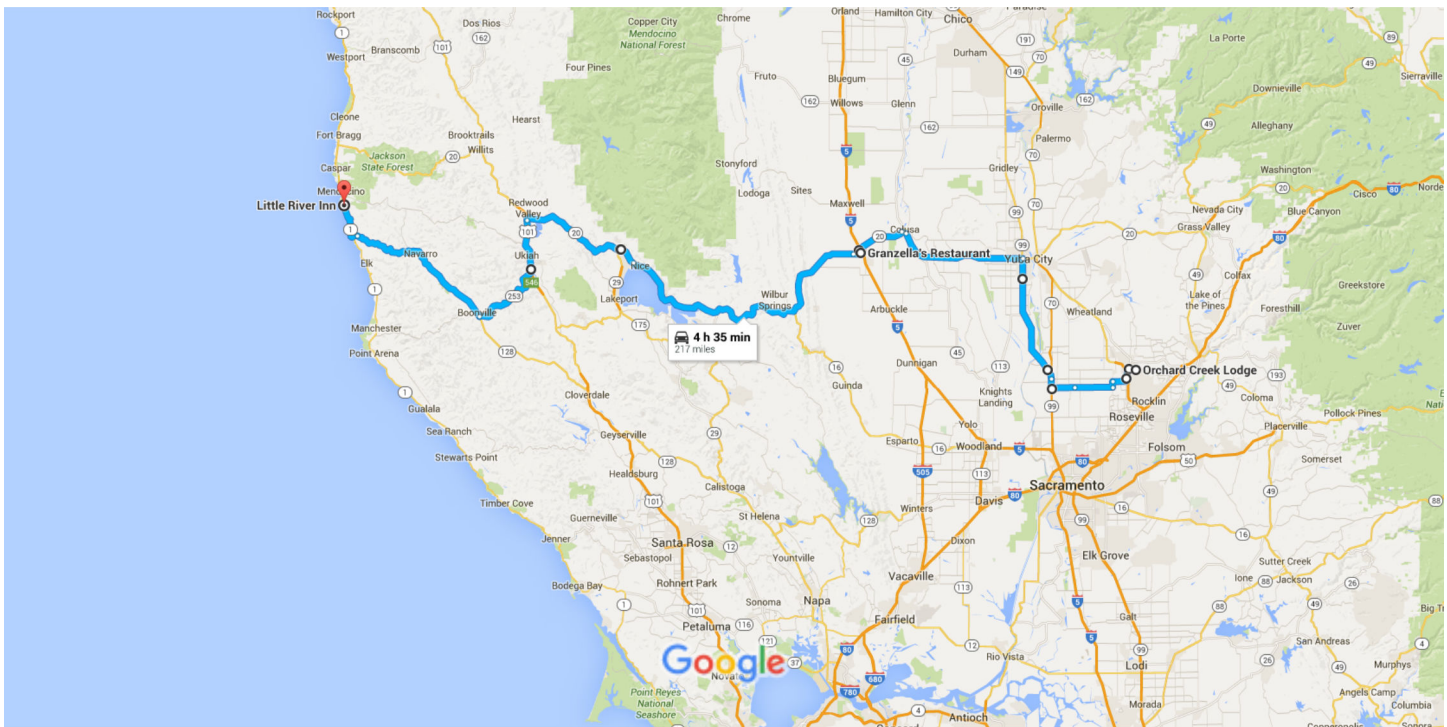 Rockport
Dos Rios
Copper City
Mendocino
National Forest
Chrome
Orland
Hamilton City
Chico
Paradise
La Porte
Branscomb
Westport
Four Pines
Fruto
Bluegum
Durham
Sierraville
Downieville
Willows
Glenn
Oroville
Cleone
Hearst
Palermo
Alleghany
Fort Bragg
Brooktrails
Willits
Jackson
State Forest
Caspar
Stonyford
Gridley
Washington
Mendocino
Lodoga
Sites
Cisco
Little River Inn
Redwood
Valley
Maxwell
Nevada City
Blue Canyon
Grass Valley
Colusa
Navarro
Elk
Ukiah
Nice
Granzella's Restaurant
Yuba City
Colfax
Lakeport
Wilbur
Springs
Arbuckle
Wheatland
Lake of
the Pines
Foresthill
Greekstore
Boonville
Zuver
Manchester
Point Arena
4 h 35 min
217 miles
Dunnigan
Guinda
Knights
Landing
Orchard Creek Lodge
Rocklin
Roseville
Coloma
Pollock Pines
Placerville
Gualala
Cloverdale
Sea Ranch
Geyserville
Esparto
Yolo
Woodland
Folsom
Somerset
Stewarts Point
Healdsburg
Calistoga
Sacramento
Davis
Timber Cove
Guerneville
St Helena
Winters
Jenner
Santa Rosa
Sebastopol
Yountville
Dixon
Elk Grove
Sutter Creek
Ione
Jackson
Bodega Bay
Rohnert Park
Sonoma
Napa
Vacaville
Galt
Petaluma
Fairfield
Google
Rio Vista
Lodi
San Andreas
Murphys
Point Reyes
National
Seashore
Antioch
Morada
Angels Camp
Columbia